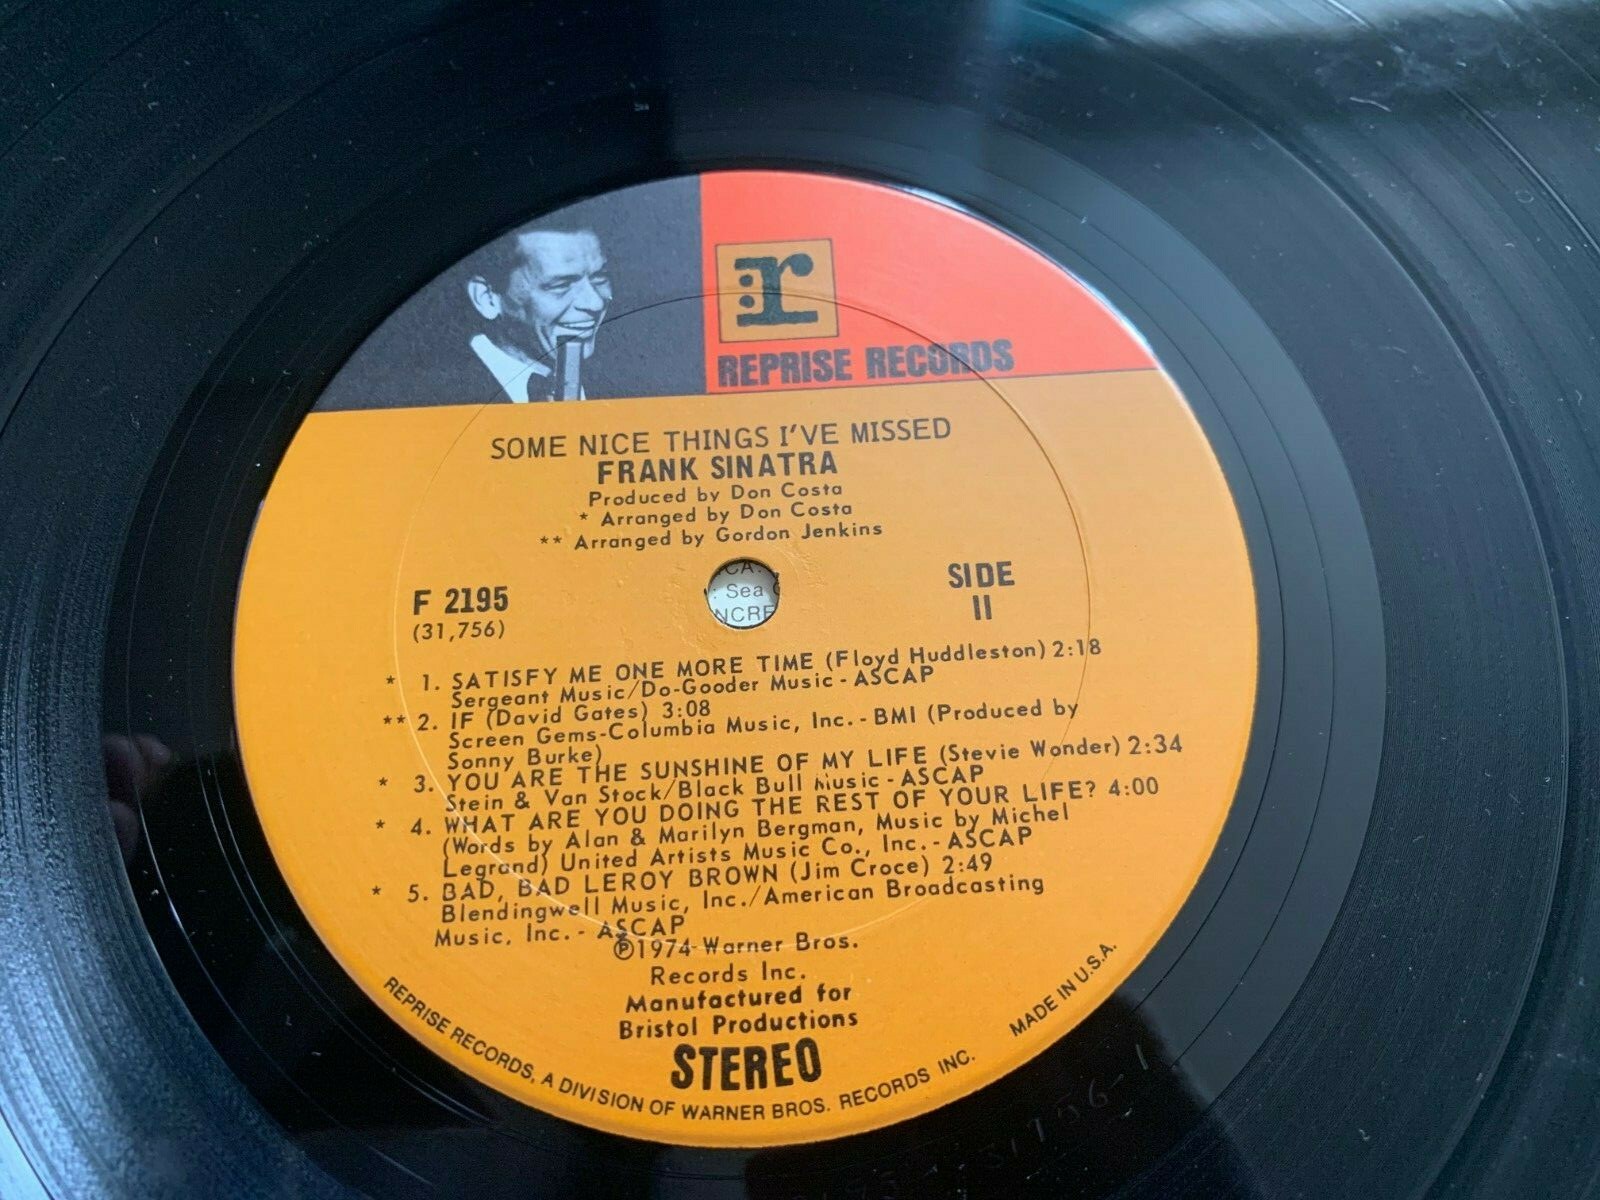 r
REPRISE RECORDS
SOME NICE THINGS I'VE MISSED
FRANK SINATRA
Produced by Don Costa
* Arranged by Don Costa
** Arranged by Gordon Jenkins
CA.
Sea
NCRE
F 2195
(31,756)
SIDE
II
* 1. SATISFY ME ONE MORE TIME (Floyd Huddleston) 2:18
Sergeant Music/Do-Gooder Music - ASCAP
** 2. IF (David Gates) 3:08
Screen Gems-Columbia Music, Inc. - BMI (Produced by
Sonny Burke)
* 3. YOU ARE THE SUNSHINE OF MY LIFE (Stevie Wonder) 2:34
Stein & Van Stock/Black Bull Music - ASCAP
* 4. WHAT ARE YOU DOING THE REST OF YOUR LIFE? 4:00
(Words by Alan & Marilyn Bergman, Music by Michel
Legrand) United Artists Music Co., Inc. - ASCAP
* 5. BAD, BAD LEROY BROWN (Jim Croce) 2:49
Blendingwell Music, Inc./American Broadcasting
Music, Inc. - ASCAP
℗1974 Warner Bros.
Records Inc.
Manufactured for
Bristol Productions
STEREO
REPRISE RECORDS, A DIVISION OF WARNER BROS. RECORDS INC.
MADE IN U.S.A.
31756-1